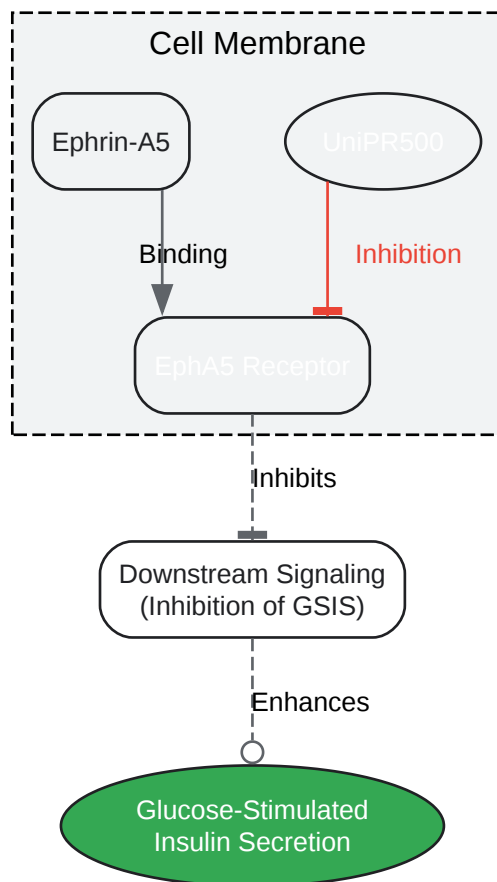 Cell Membrane
Ephrin-A5
UniPR500
Binding
Inhibition
EphA5 Receptor
Inhibits
Downstream Signaling
(Inhibition of GSIS)
Enhances
Glucose-Stimulated
Insulin Secretion